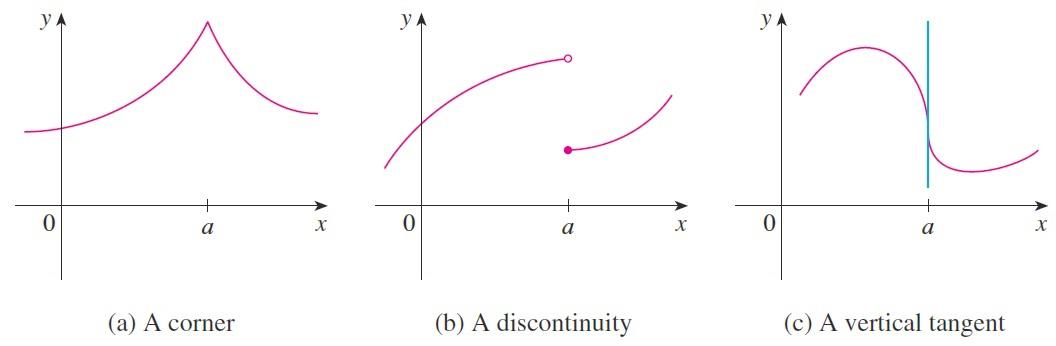 y
0
a
x
(a) A corner
y
0
a
x
(b) A discontinuity
y
0
a
x
(c) A vertical tangent